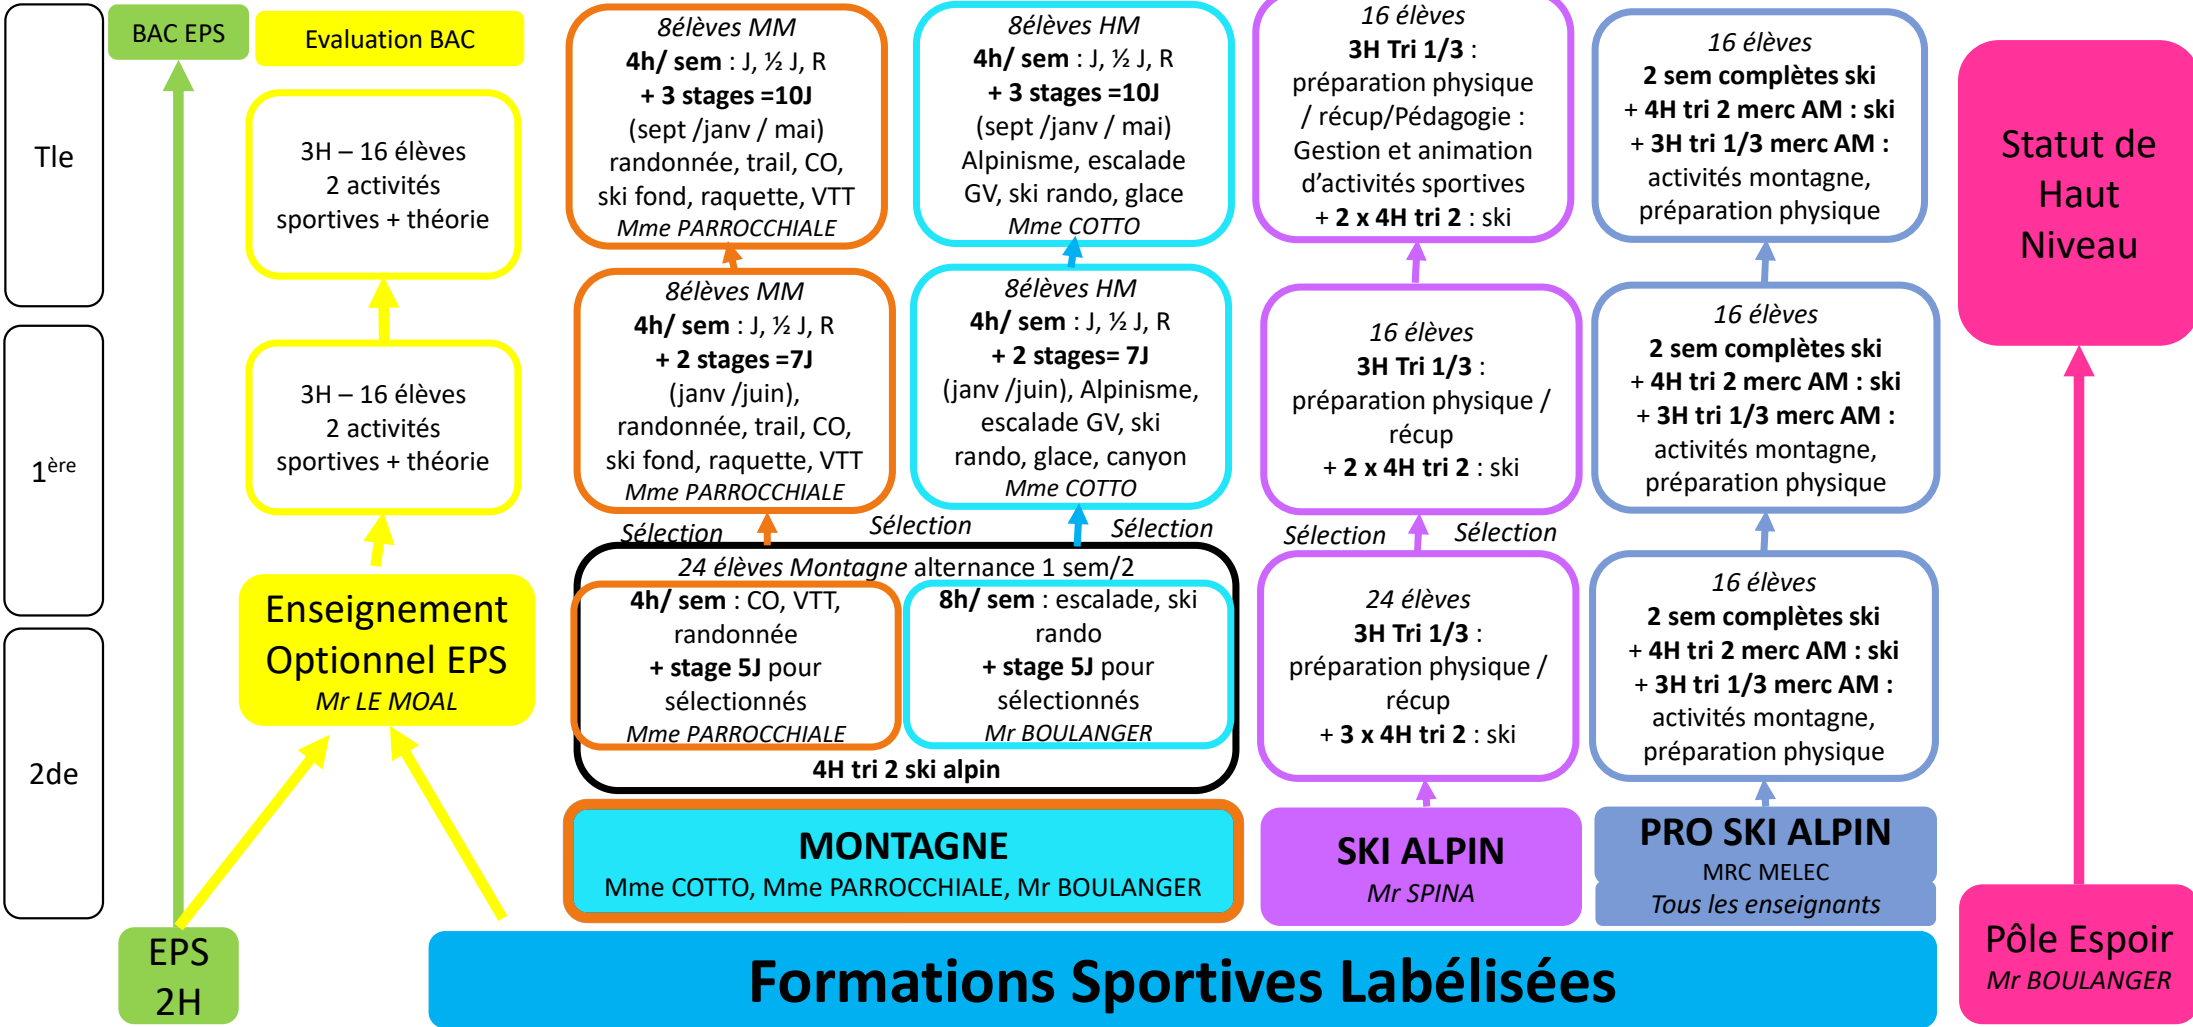 Tle
1ère
2de
BAC EPS
EPS
2H
Evaluation BAC
3H – 16 élèves
2 activités
sportives + théorie
3H – 16 élèves
2 activités
sportives + théorie
Enseignement
Optionnel EPS
Mr LE MOAL
8élèves MM
4h/ sem : J, ½ J, R
+ 3 stages =10J
(sept /janv / mai)
randonnée, trail, CO,
ski fond, raquette, VTT
Mme PARROCCHIALE
8élèves MM
4h/ sem : J, ½ J, R
+ 2 stages =7J
(janv /juin),
randonnée, trail, CO,
ski fond, raquette, VTT
Mme PARROCCHIALE
8élèves HM
4h/ sem : J, ½ J, R
+ 3 stages =10J
(sept /janv / mai)
Alpinisme, escalade
GV, ski rando, glace
Mme COTTO
8élèves HM
4h/ sem : J, ½ J, R
+ 2 stages= 7J
(janv /juin), Alpinisme,
escalade GV, ski
rando, glace, canyon
Mme COTTO
Sélection
Sélection
Sélection
24 élèves Montagne alternance 1 sem/2
4h/ sem : CO, VTT,
randonnée
+ stage 5J pour
sélectionnés
Mme PARROCCHIALE
8h/ sem : escalade, ski
rando
+ stage 5J pour
sélectionnés
Mr BOULANGER
4H tri 2 ski alpin
MONTAGNE
Mme COTTO, Mme PARROCCHIALE, Mr BOULANGER
16 élèves
3H Tri 1/3 :
préparation physique
/ récup/Pédagogie :
Gestion et animation
d’activités sportives
+ 2 x 4H tri 2 : ski
16 élèves
3H Tri 1/3 :
préparation physique /
récup
+ 2 x 4H tri 2 : ski
Sélection
Sélection
24 élèves
3H Tri 1/3 :
préparation physique /
récup
+ 3 x 4H tri 2 : ski
SKI ALPIN
Mr SPINA
16 élèves
2 sem complètes ski
+ 4H tri 2 merc AM : ski
+ 3H tri 1/3 merc AM :
activités montagne,
préparation physique
16 élèves
2 sem complètes ski
+ 4H tri 2 merc AM : ski
+ 3H tri 1/3 merc AM :
activités montagne,
préparation physique
16 élèves
2 sem complètes ski
+ 4H tri 2 merc AM : ski
+ 3H tri 1/3 merc AM :
activités montagne,
préparation physique
PRO SKI ALPIN
MRC MELEC
Tous les enseignants
Formations Sportives Labélisées
Statut de
Haut
Niveau
Pôle Espoir
Mr BOULANGER